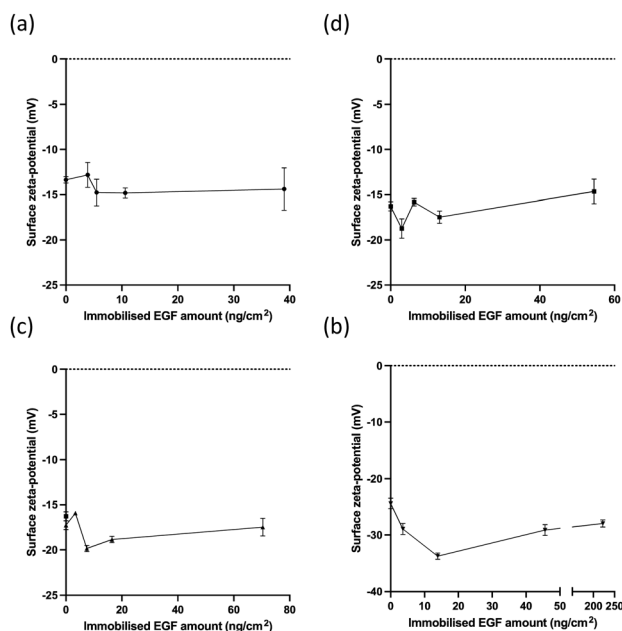 (a)
0
-5
-10
-15
-20
-25
Surface zeta-potential (mV)
0 10 20 30 40
Immobilised EGF amount (ng/cm²)
(d)
0
-5
-10
-15
-20
-25
Surface zeta-potential (mV)
0 20 40 60
Immobilised EGF amount (ng/cm²)
(c)
0
-5
-10
-15
-20
-25
Surface zeta-potential (mV)
0 20 40 60 80
Immobilised EGF amount (ng/cm²)
(b)
0
-10
-20
-30
-40
Surface zeta-potential (mV)
0 10 20 30 40 50 200 250
Immobilised EGF amount (ng/cm²)